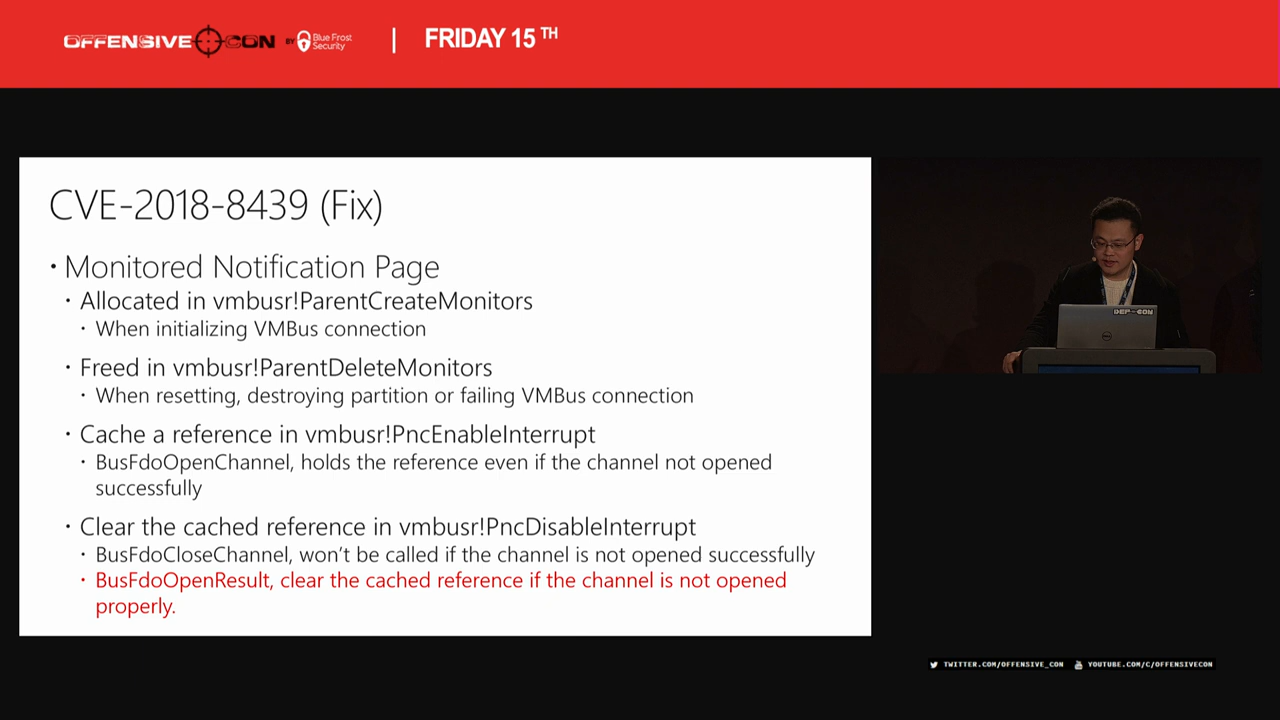 OFFENSIVE CON BY Blue Frost Security | FRIDAY 15 TH
CVE-2018-8439 (Fix)
• Monitored Notification Page
• Allocated in vmbusr!ParentCreateMonitors
• When initializing VMBus connection
• Freed in vmbusr!ParentDeleteMonitors
• When resetting, destroying partition or failing VMBus connection
• Cache a reference in vmbusr!PncEnableInterrupt
• BusFdoOpenChannel, holds the reference even if the channel not opened
successfully
• Clear the cached reference in vmbusr!PncDisableInterrupt
• BusFdoCloseChannel, won't be called if the channel is not opened successfully
• BusFdoOpenResult, clear the cached reference if the channel is not opened
properly.
DEF-CON
TWITTER.COM/OFFENSIVE_CON YOUTUBE.COM/C/OFFENSIVECON